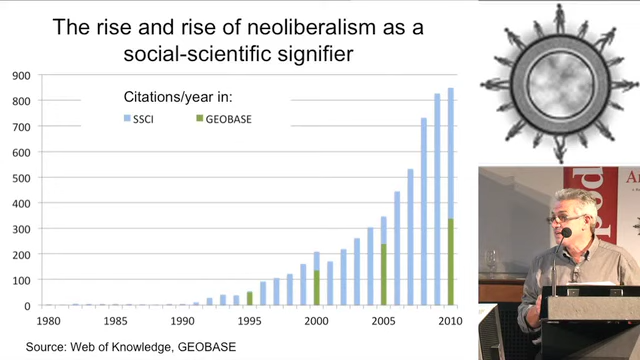 The rise and rise of neoliberalism as a
social-scientific signifier
900
800
700
600
500
400
300
200
100
0
Citations/year in:
SSCI GEOBASE
1980 1985 1990 1995 2000 2005 2010
Source: Web of Knowledge, GEOBASE